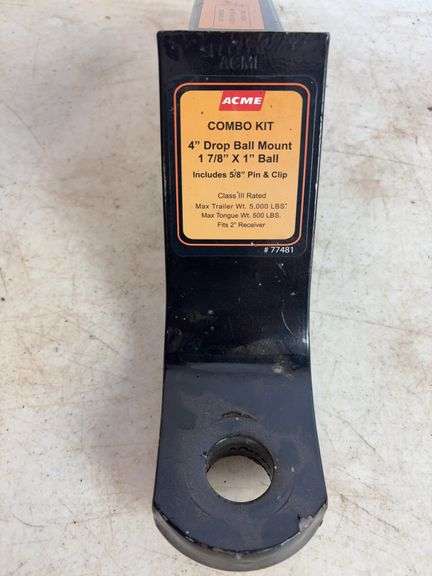 ACME
ACME
COMBO KIT
4” Drop Ball Mount
1 7/8” X 1” Ball
Includes 5/8” Pin & Clip
Class III Rated
Max Trailer Wt. 5,000 LBS.
Max Tongue Wt. 500 LBS.
Fits 2” Receiver
# 77481